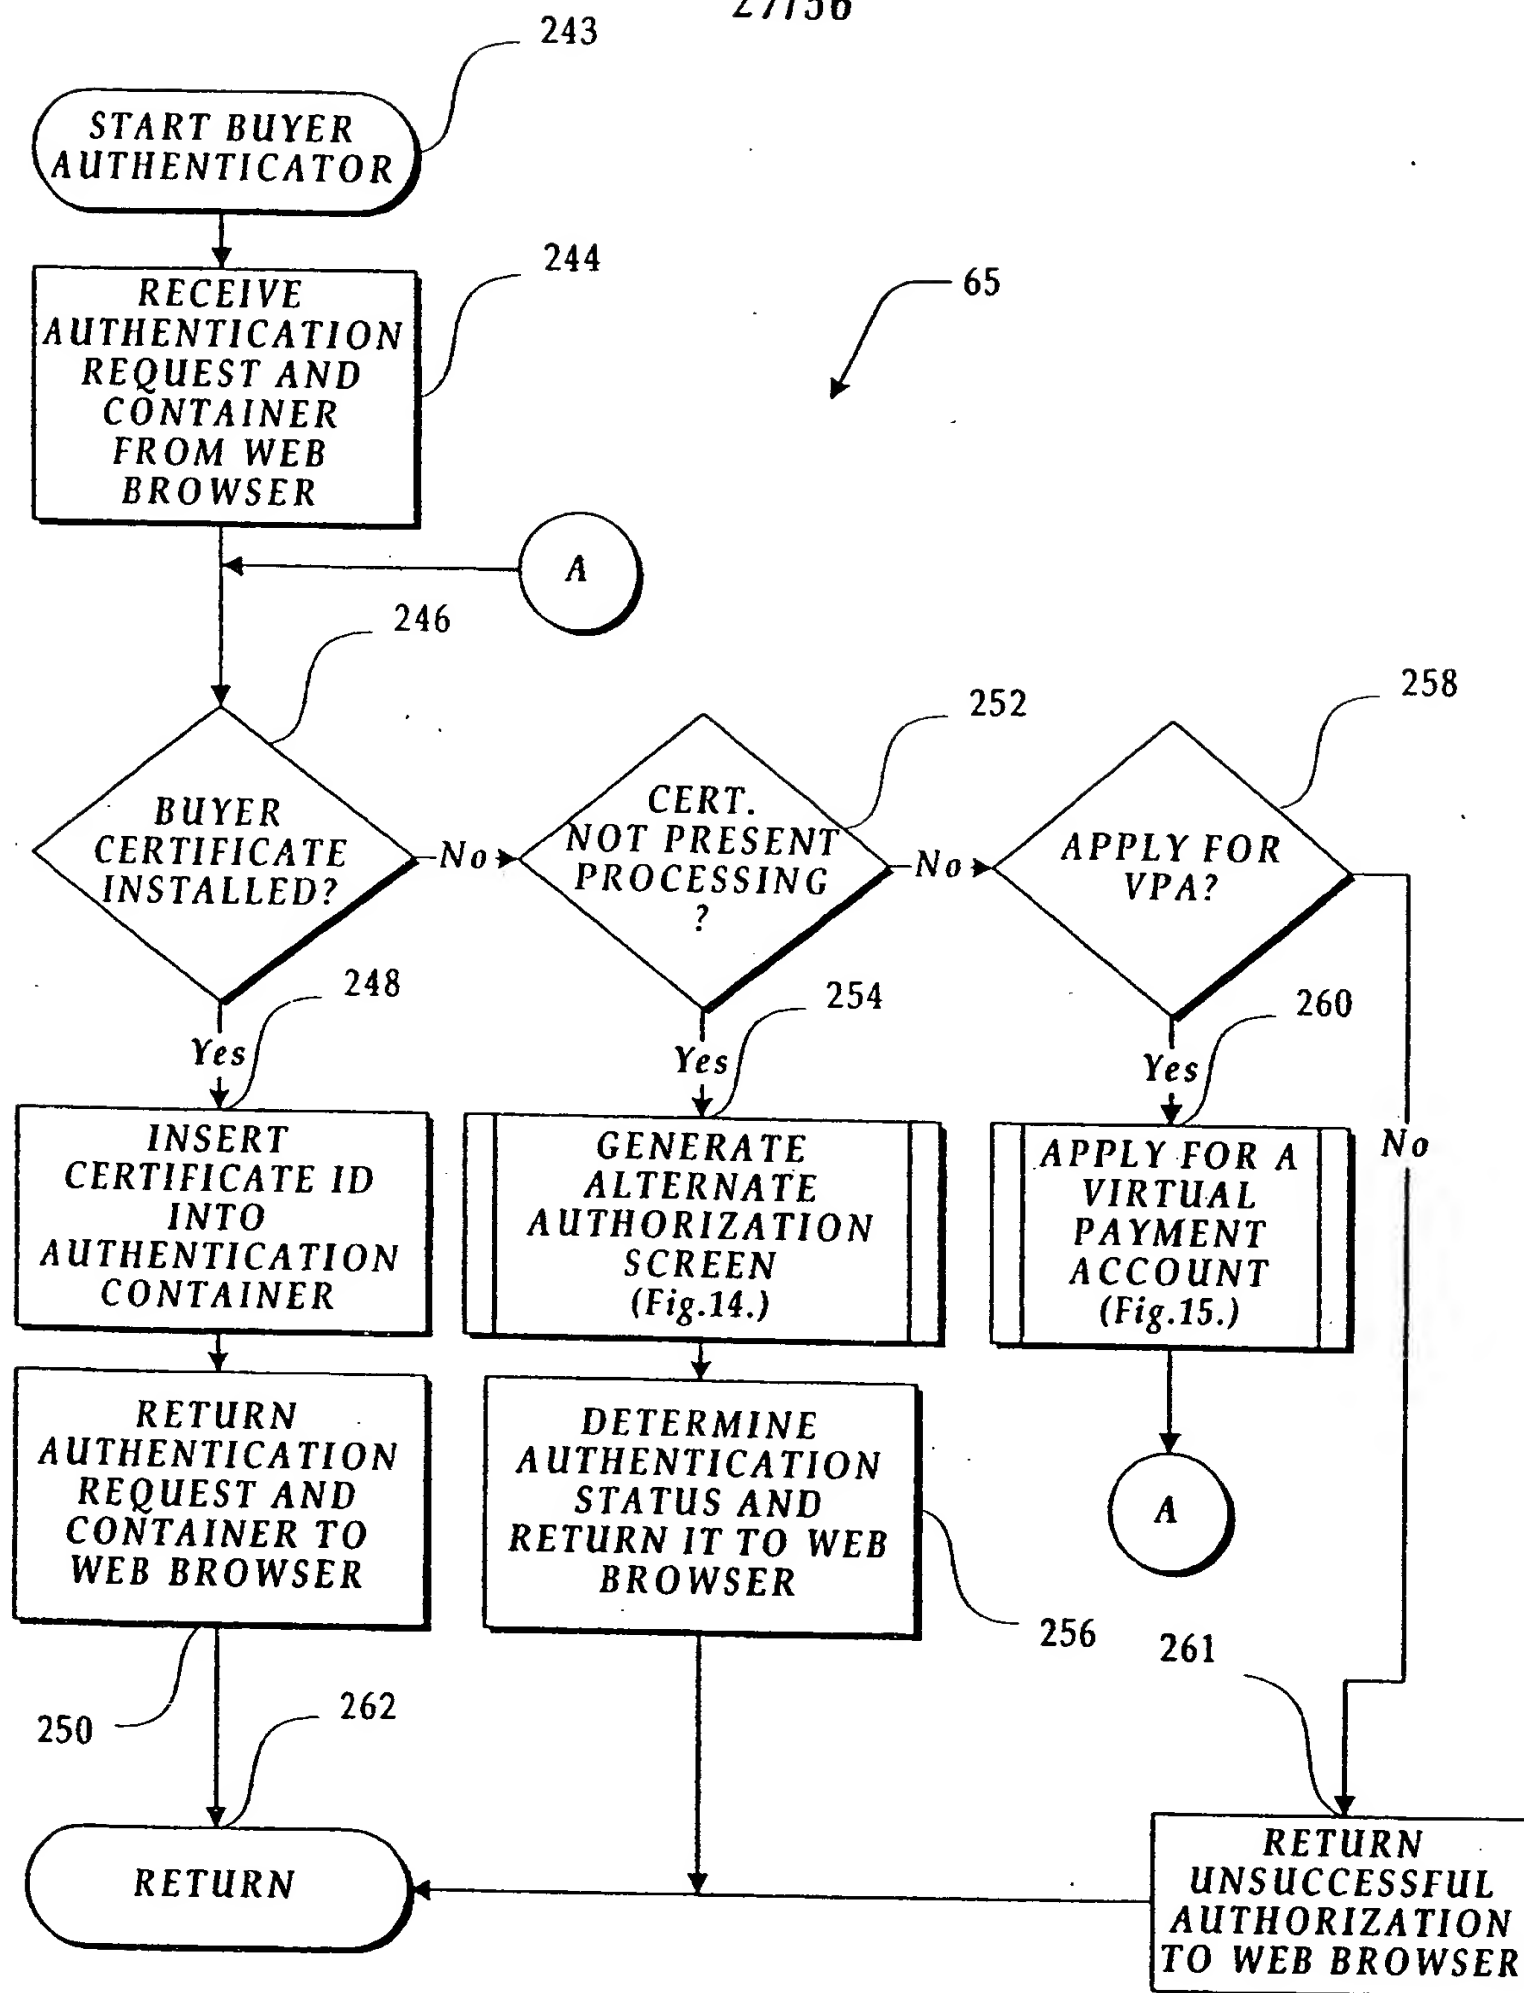 243
START BUYER
AUTHENTICATOR
244
RECEIVE
AUTHENTICATION
REQUEST AND
CONTAINER
FROM WEB
BROWSER
65
A
246
252
258
BUYER
CERTIFICATE
INSTALLED?
No
CERT.
NOT PRESENT
PROCESSING
?
No
APPLY FOR
VPA?
248
254
260
Yes
Yes
Yes
No
INSERT
CERTIFICATE ID
INTO
AUTHENTICATION
CONTAINER
GENERATE
ALTERNATE
AUTHORIZATION
SCREEN
(Fig.14.)
APPLY FOR A
VIRTUAL
PAYMENT
ACCOUNT
(Fig.15.)
RETURN
AUTHENTICATION
REQUEST AND
CONTAINER TO
WEB BROWSER
DETERMINE
AUTHENTICATION
STATUS AND
RETURN IT TO WEB
BROWSER
A
256
261
250
262
RETURN
RETURN
UNSUCCESSFUL
AUTHORIZATION
TO WEB BROWSER